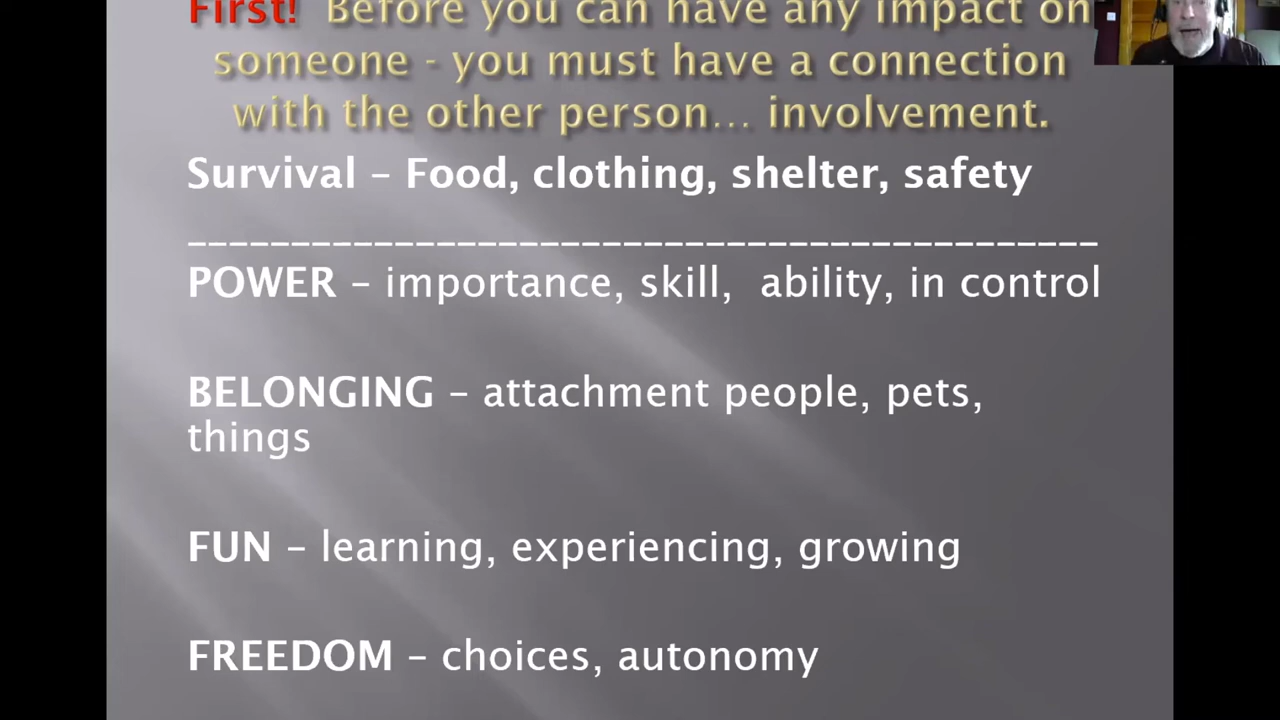 First! Before you can have any impact on
someone - you must have a connection
with the other person... involvement.
Survival – Food, clothing, shelter, safety
____________________________________________
POWER – importance, skill,  ability, in control
BELONGING – attachment people, pets,
things
FUN – learning, experiencing, growing
FREEDOM – choices, autonomy